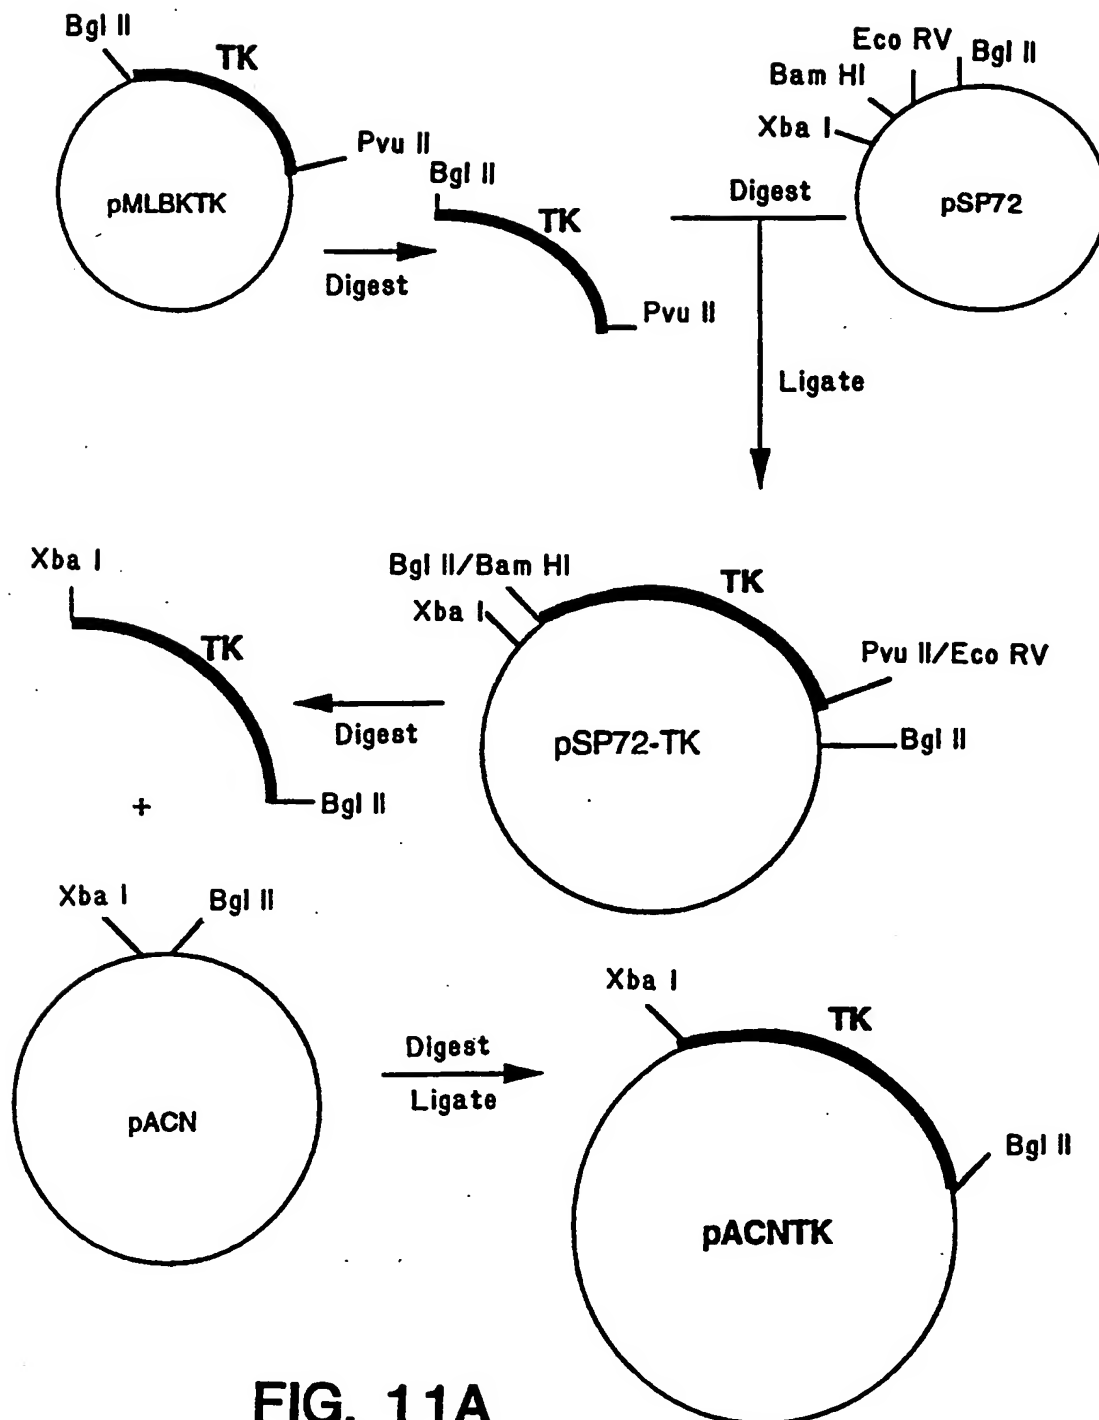 Bgl II
TK
Pvu II
pMLBKTK
Digest
Bgl II
TK
Pvu II
Digest
Eco RV
Bgl II
Bam HI
Xba I
pSP72
Ligate
Xba I
TK
Bgl II
Digest
Bgl II/Bam HI
Xba I
TK
Pvu II/Eco RV
Bgl II
pSP72-TK
+
Xba I
Bgl II
pACN
Digest
Ligate
Xba I
TK
Bgl II
pACNTK
FIG. 11A